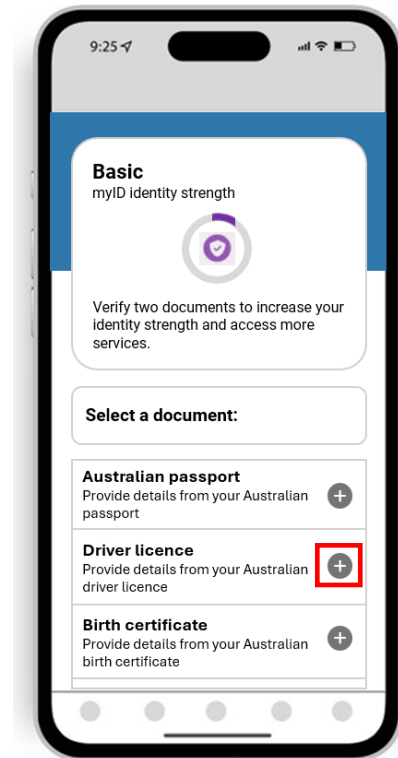 9:25
Basic
myID identity strength
Verify two documents to increase your
identity strength and access more
services.
Select a document:
Australian passport
Provide details from your Australian
passport
Driver licence
Provide details from your Australian
driver licence
Birth certificate
Provide details from your Australian
birth certificate